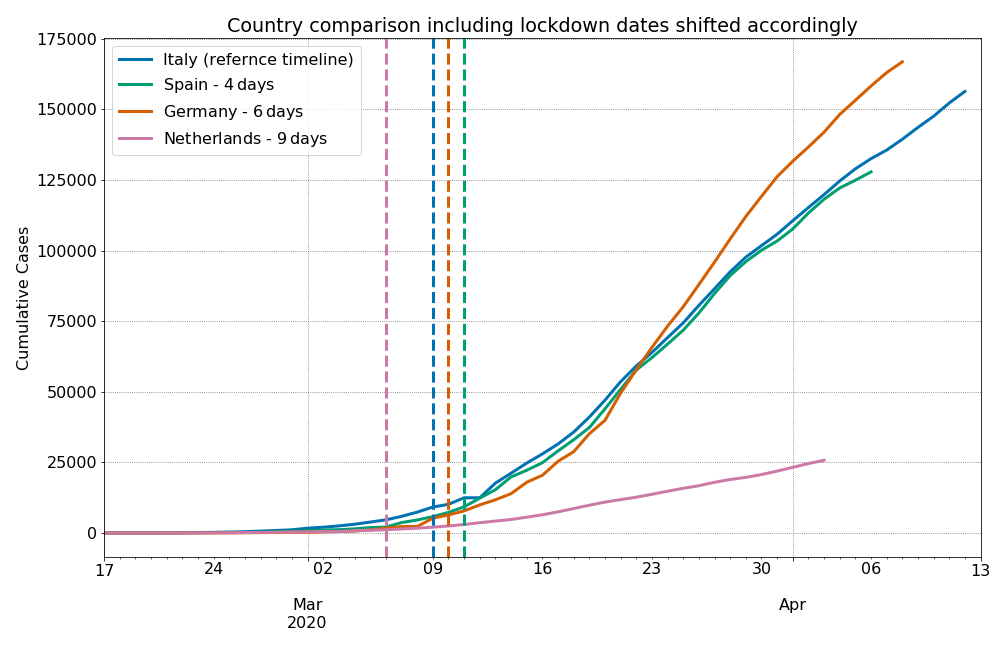 Country comparison including lockdown dates shifted accordingly
175000
150000
125000
100000
75000
50000
25000
0
Cumulative Cases
Italy (refernce timeline)
Spain - 4 days
Germany - 6 days
Netherlands - 9 days
17 24 02 09 16 23 30 06 13
Mar Apr
2020